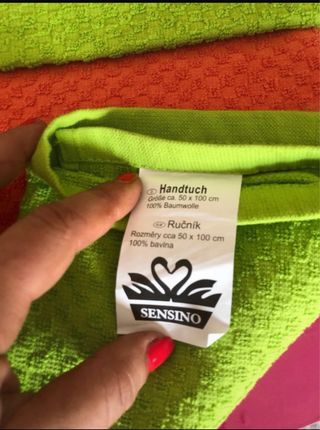 Handtuch
Größe ca. 50 x 100 cm
100% Baumwolle
Ručník
Rozměry cca 50 x 100 cm
100% bavlna
SENSINO